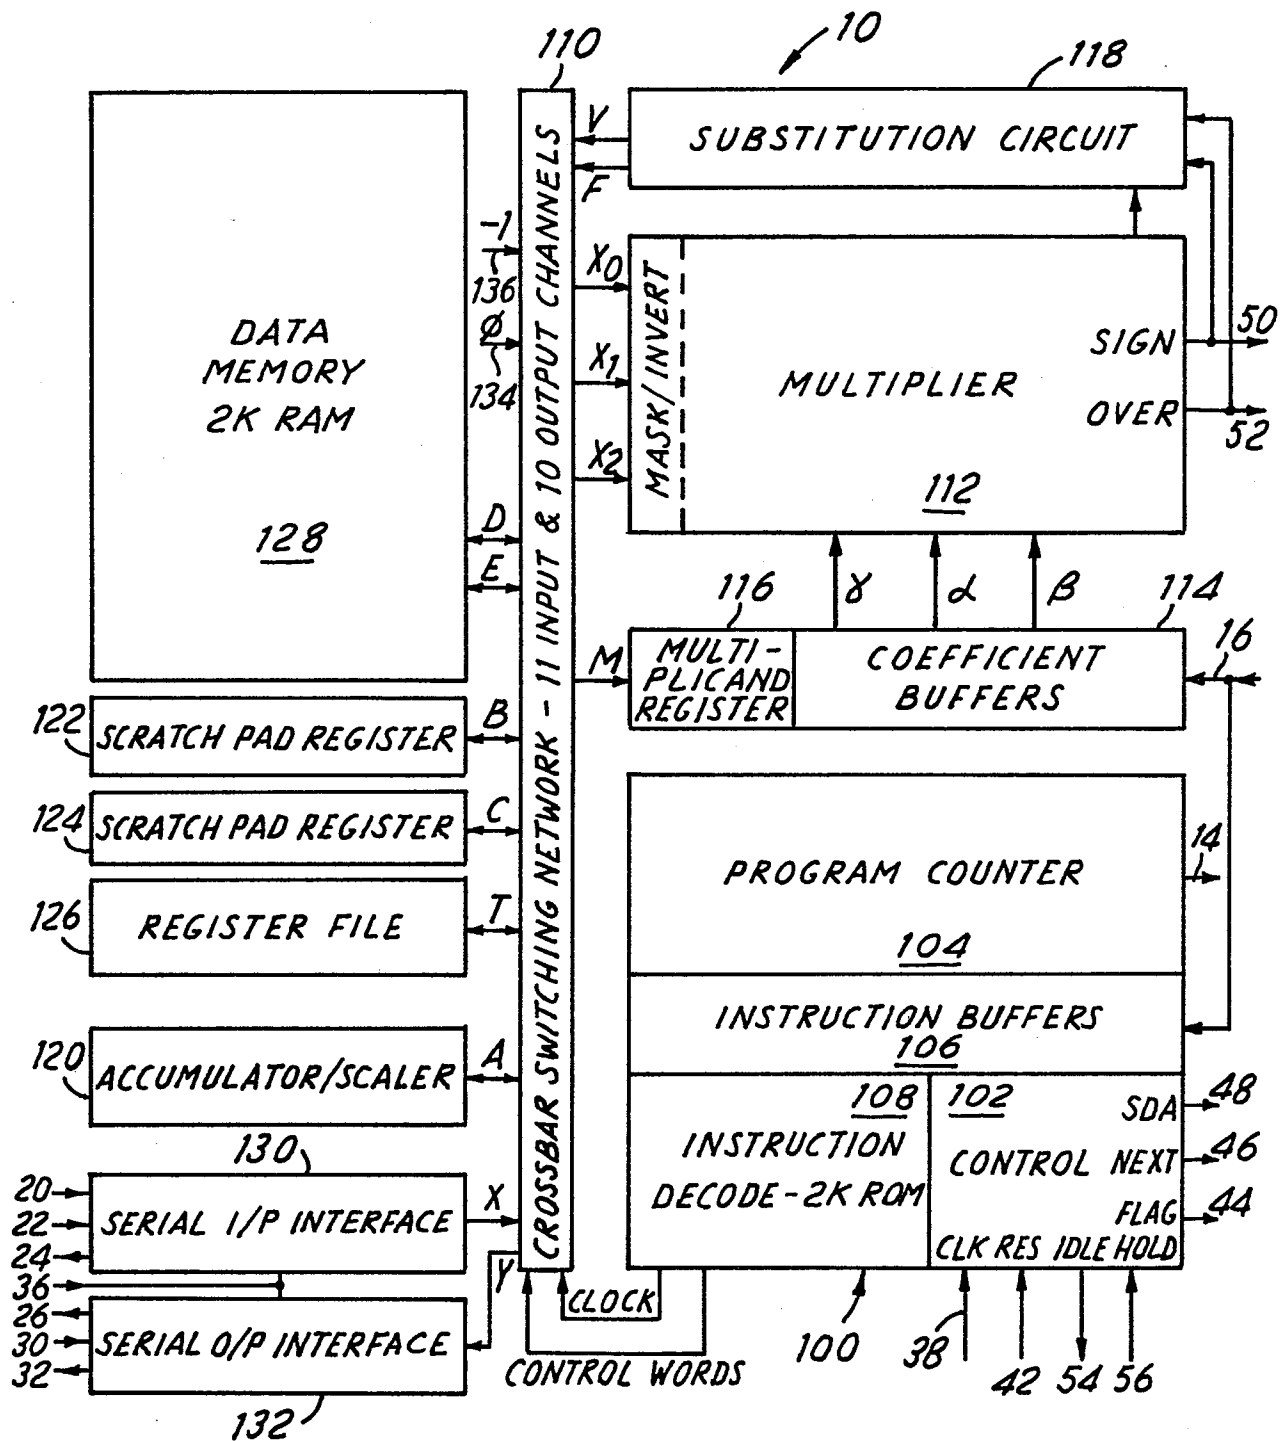 10
110
118
V
SUBSTITUTION CIRCUIT
F
-1
136
Ø
134
DATA
MEMORY
2K RAM
128
D
E
CROSSBAR SWITCHING NETWORK - 11 INPUT & 10 OUTPUT CHANNELS
X0
X1
X2
MASK/INVERT
MULTIPLIER
112
SIGN
50
OVER
52
γ
α
β
116
114
M
MULTI-
PLICAND
REGISTER
COEFFICIENT
BUFFERS
16
122
SCRATCH PAD REGISTER
B
124
SCRATCH PAD REGISTER
C
126
REGISTER FILE
T
120
ACCUMULATOR/SCALER
A
PROGRAM COUNTER
104
14
INSTRUCTION BUFFERS
106
108
INSTRUCTION
DECODE-2K ROM
102
CONTROL
SDA
48
NEXT
46
FLAG
44
CLK RES IDLE HOLD
130
20
22
24
SERIAL I/P INTERFACE
X
Y
36
26
30
32
SERIAL O/P INTERFACE
132
CLOCK
CONTROL WORDS
100
38
42
54
56